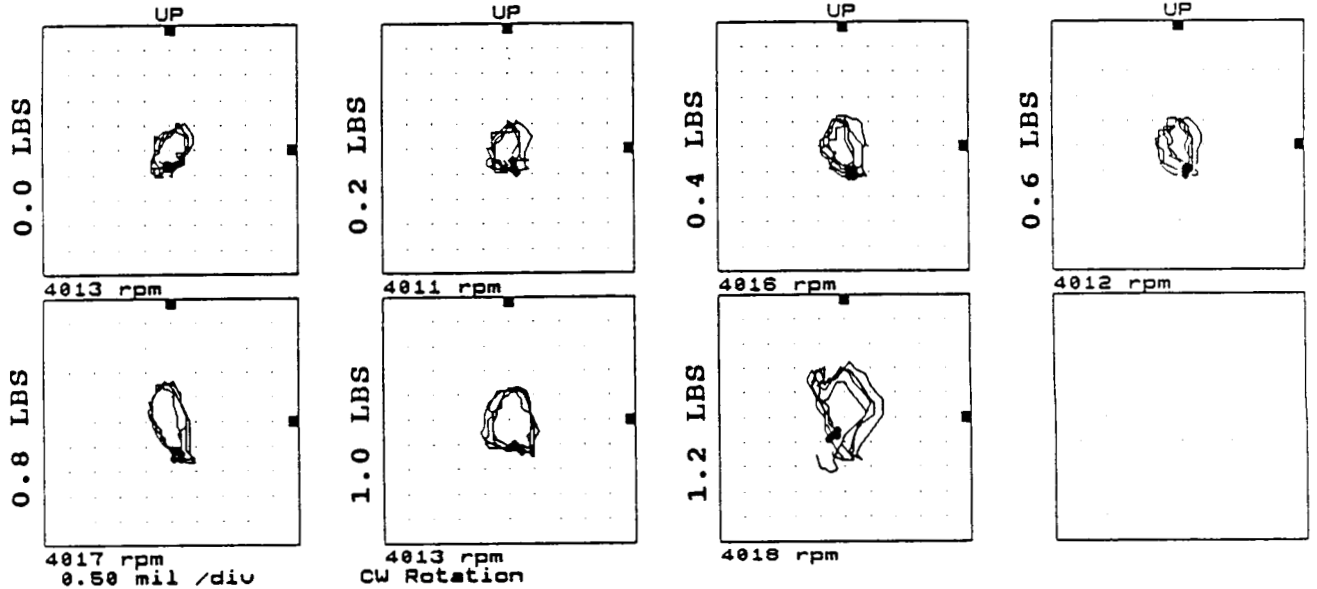 UP
UP
UP
UP
0.0 LBS
0.2 LBS
0.4 LBS
0.6 LBS
4013 rpm
4011 rpm
4016 rpm
4012 rpm
0.8 LBS
1.0 LBS
1.2 LBS
4017 rpm
4013 rpm
4018 rpm
0.50 mil /div
CW Rotation